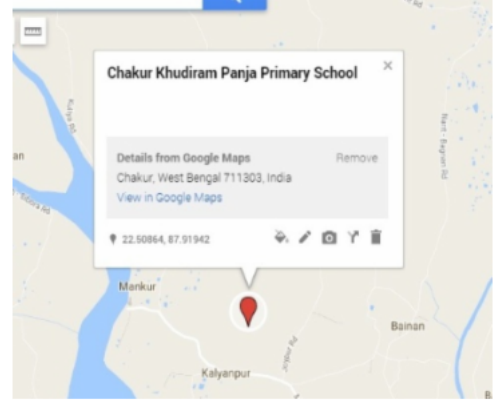 Chakur Khudiram Panja Primary School
Details from Google Maps Remove
Chakur, West Bengal 711303, India
View in Google Maps
22.50864, 87.91942
Mankur
Bainan
Kalyanpur